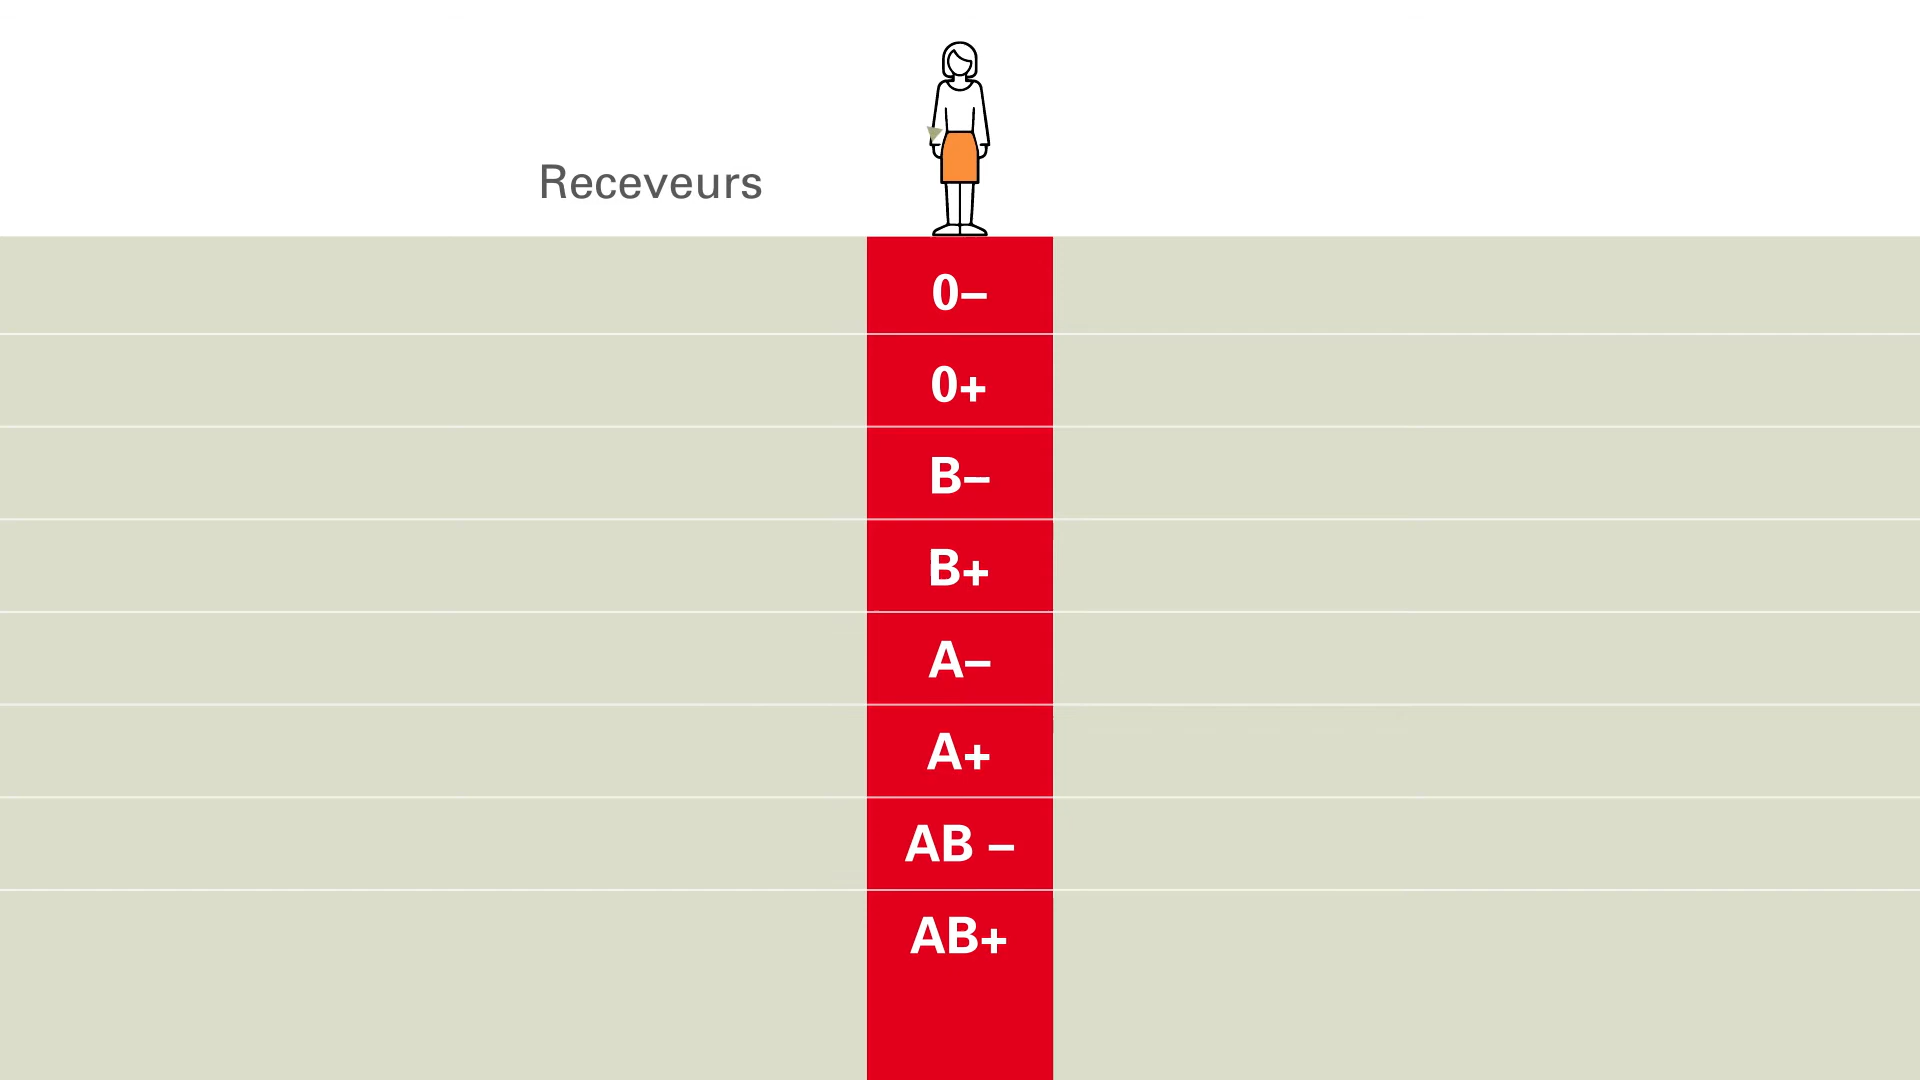 Receveurs
0–
0+
B–
B+
A–
A+
AB –
AB+